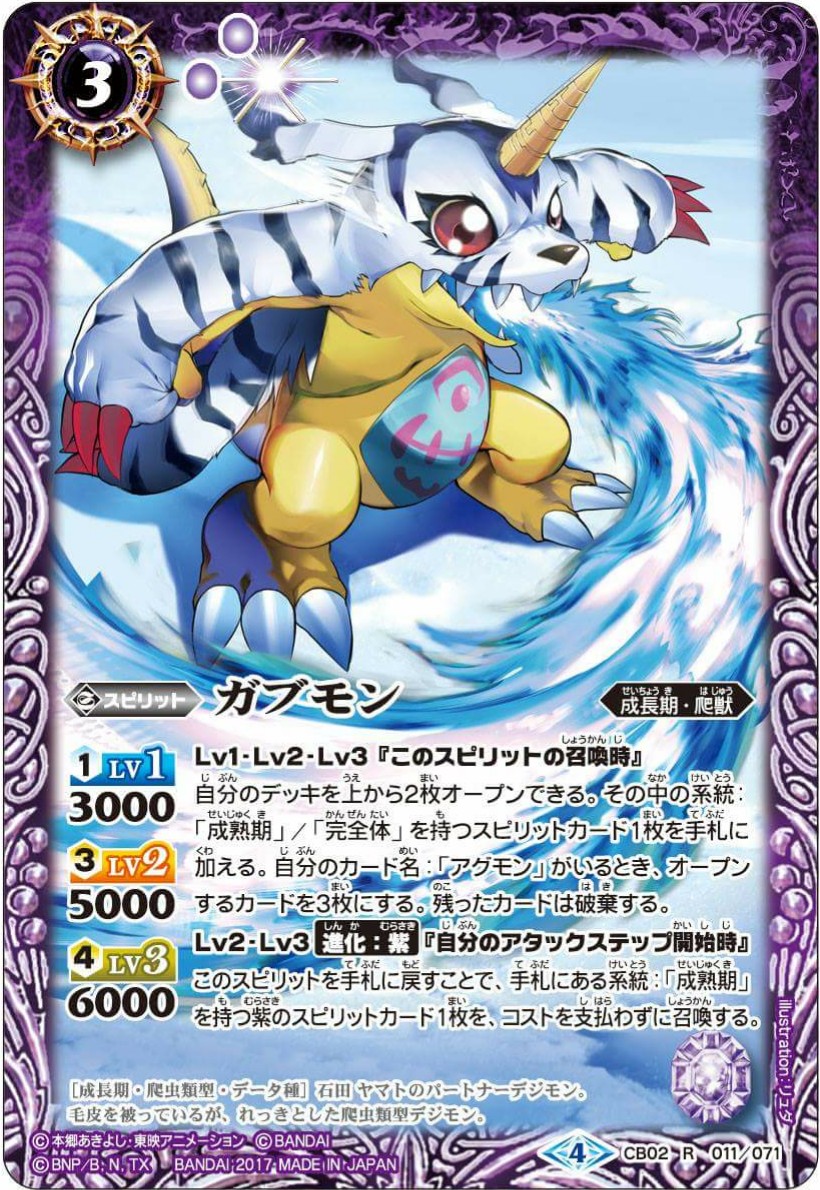 3
スピリット ガブモン 成長期・爬獣
1 LV1
3000
3 LV2
5000
4 LV3
6000
Lv1・Lv2・Lv3『このスピリットの召喚時』
自分のデッキを上から2枚オープンできる。その中の系統：
「成熟期」／「完全体」を持つスピリットカード1枚を手札に
加える。自分のカード名：「アグモン」がいるとき、オープン
するカードを3枚にする。残ったカードは破棄する。
Lv2・Lv3 進化：紫『自分のアタックステップ開始時』
このスピリットを手札に戻すことで、手札にある系統：「成熟期」
を持つ紫のスピリットカード1枚を、コストを支払わずに召喚する。
[成長期・爬虫類型・データ種] 石田 ヤマトのパートナーデジモン。
毛皮を被っているが、れっきとした爬虫類型デジモン。
illustration：リュダ
©本郷あきよし・東映アニメーション ©BANDAI
©BNP/B, N, TX BANDAI 2017 MADE IN JAPAN
4 CB02 R 011/071